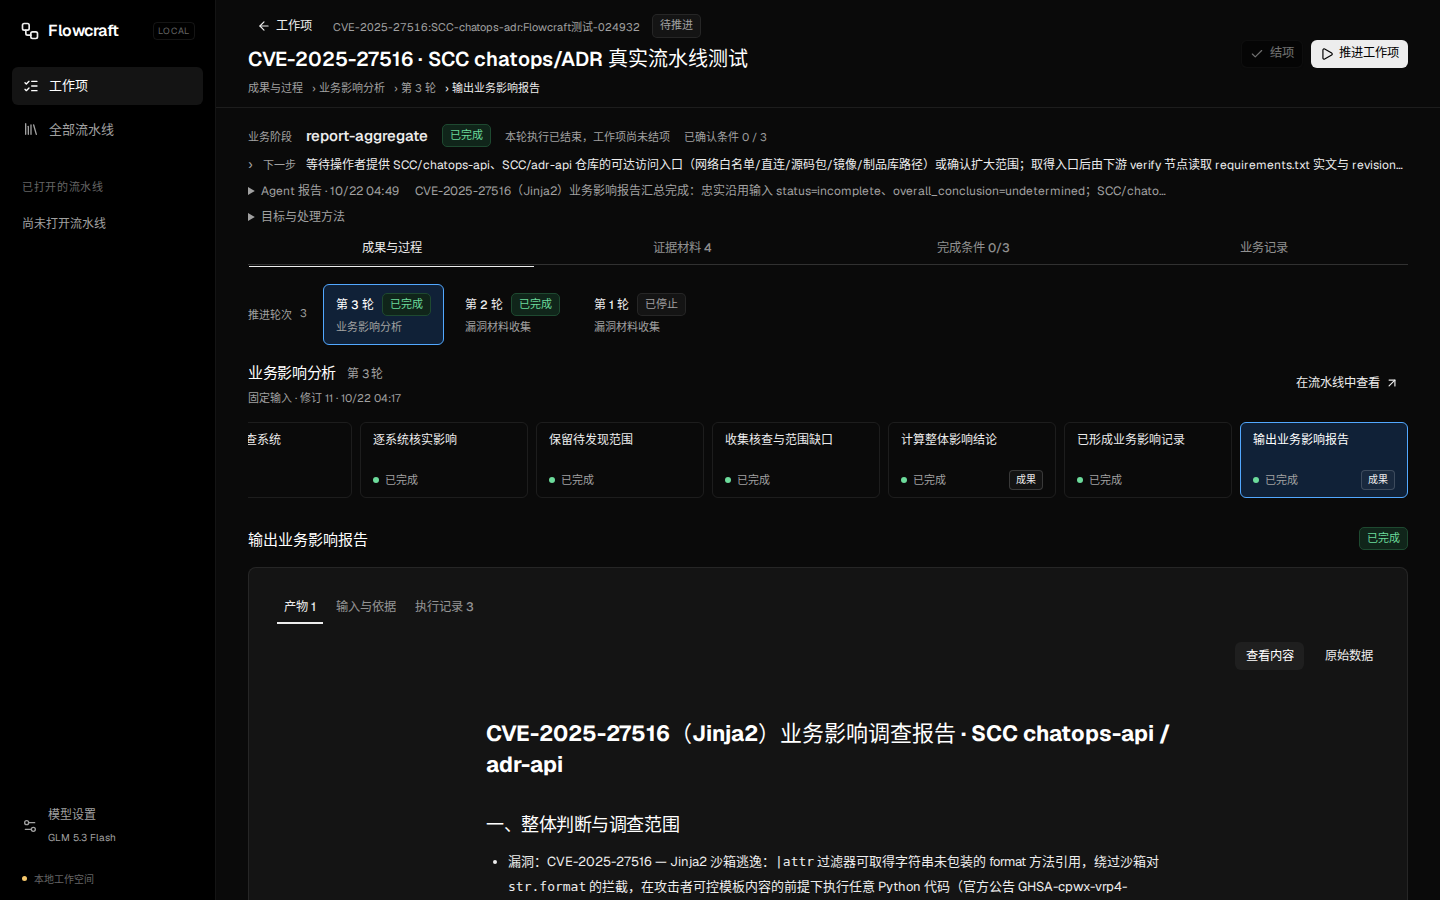 Flowcraft
LOCAL
工作项
全部流水线
已打开的流水线
尚未打开流水线
模型设置
GLM 5.3 Flash
本地工作空间
工作项
CVE-2025-27516:SCC-chatops-adr:Flowcraft测试-024932
待推进
CVE-2025-27516 · SCC chatops/ADR 真实流水线测试
结项
推进工作项
成果与过程 › 业务影响分析 › 第 3 轮 › 输出业务影响报告
业务阶段 report-aggregate 已完成 本轮执行已结束，工作项尚未结项 已确认条件 0 / 3
› 下一步 等待操作者提供 SCC/chatops-api、SCC/adr-api 仓库的可达访问入口（网络白名单/直连/源码包/镜像/制品库路径）或确认扩大范围；取得入口后由下游 verify 节点读取 requirements.txt 实文与 revision...
▶ Agent 报告 · 10/22 04:49 CVE-2025-27516（Jinja2）业务影响报告汇总完成：忠实沿用输入 status=incomplete、overall_conclusion=undetermined；SCC/chato...
▶ 目标与处理方法
成果与过程
证据材料 4
完成条件 0/3
业务记录
推进轮次 3
第 3 轮 已完成
业务影响分析
第 2 轮 已完成
漏洞材料收集
第 1 轮 已停止
漏洞材料收集
业务影响分析 第 3 轮
固定输入 · 修订 11 · 10/22 04:17
在流水线中查看
查系统
逐系统核实影响
已完成
保留待发现范围
已完成
收集核查与范围缺口
已完成
计算整体影响结论
已完成 成果
已形成业务影响记录
已完成
输出业务影响报告
已完成 成果
输出业务影响报告
已完成
产物 1
输入与依据
执行记录 3
查看内容
原始数据
CVE-2025-27516（Jinja2）业务影响调查报告 · SCC chatops-api /
adr-api
一、整体判断与调查范围
• 漏洞：CVE-2025-27516 — Jinja2 沙箱逃逸：|attr 过滤器可取得字符串未包装的 format 方法引用，绕过沙箱对
str.format 的拦截，在攻击者可控模板内容的前提下执行任意 Python 代码（官方公告 GHSA-cpwx-vrp4-